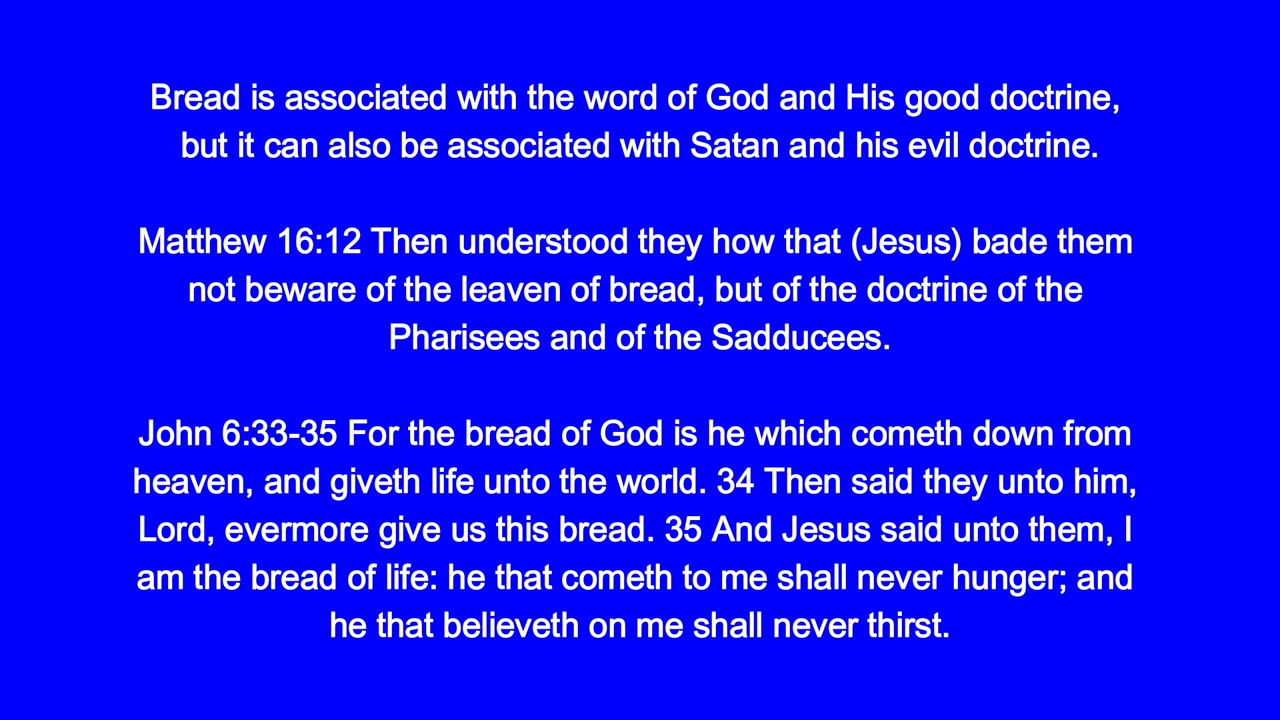 Bread is associated with the word of God and His good doctrine,
but it can also be associated with Satan and his evil doctrine.
Matthew 16:12 Then understood they how that (Jesus) bade them
not beware of the leaven of bread, but of the doctrine of the
Pharisees and of the Sadducees.
John 6:33-35 For the bread of God is he which cometh down from
heaven, and giveth life unto the world. 34 Then said they unto him,
Lord, evermore give us this bread. 35 And Jesus said unto them, I
am the bread of life: he that cometh to me shall never hunger; and
he that believeth on me shall never thirst.